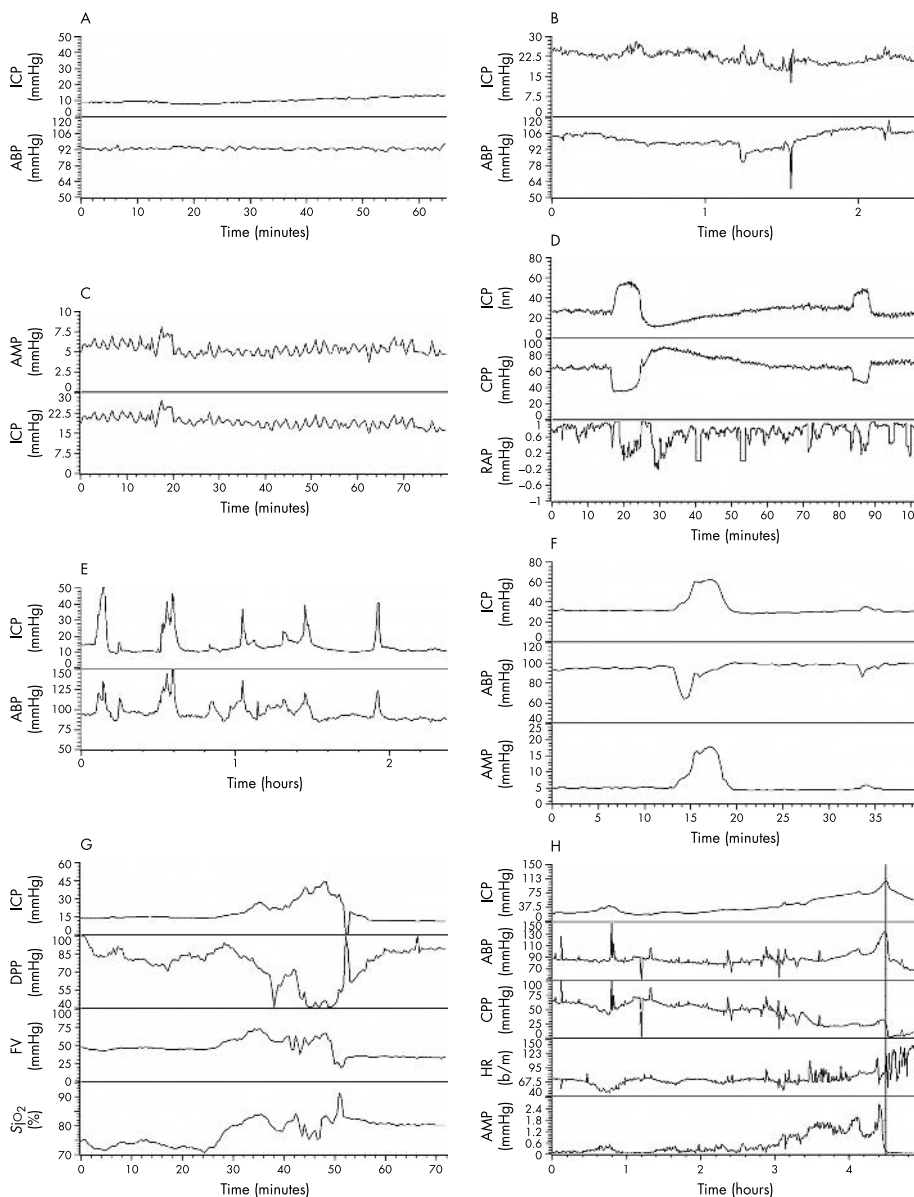 A
ICP
(mmHg)
50
40
30
20
10
0
ABP
(mmHg)
120
106
92
78
64
50
0 10 20 30 40 50 60
Time (minutes)
B
ICP
(mmHg)
30
22.5
15
7.5
0
ABP
(mmHg)
120
106
92
78
64
50
0 1 2
Time (hours)
C
AMP
(mmHg)
10
7.5
5
2.5
0
ICP
(mmHg)
30
22.5
15
7.5
0
0 10 20 30 40 50 60 70
Time (minutes)
D
ICP
(nn)
80
60
40
20
0
CPP
(mmHg)
100
80
60
40
20
0
RAP
(mmHg)
1
0.6
0.2
−0.2
−0.6
−1
0 10 20 30 40 50 60 70 80 90 100
Time (minutes)
E
ICP
(mmHg)
50
40
30
20
10
0
ABP
(mmHg)
150
125
100
75
50
0 1 2
Time (hours)
F
ICP
(mmHg)
80
60
40
20
0
ABP
(mmHg)
120
100
80
60
40
AMP
(mmHg)
25
20
15
10
5
0
0 5 10 15 20 25 30 35
Time (minutes)
G
ICP
(mmHg)
60
45
30
15
0
DPP
(mmHg)
100
85
70
55
40
FV
(mmHg)
100
75
50
25
0
SjO2
(%)
90
80
70
0 10 20 30 40 50 60 70
Time (minutes)
H
ICP
(mmHg)
150
113
75
37.5
0
ABP
(mmHg)
150
130
110
90
70
50
CPP
(mmHg)
100
75
50
25
0
HR
(b/m)
150
123
95
67.5
40
AMP
(mmHg)
2.4
1.8
1.2
0.6
0
0 1 2 3 4
Time (hours)